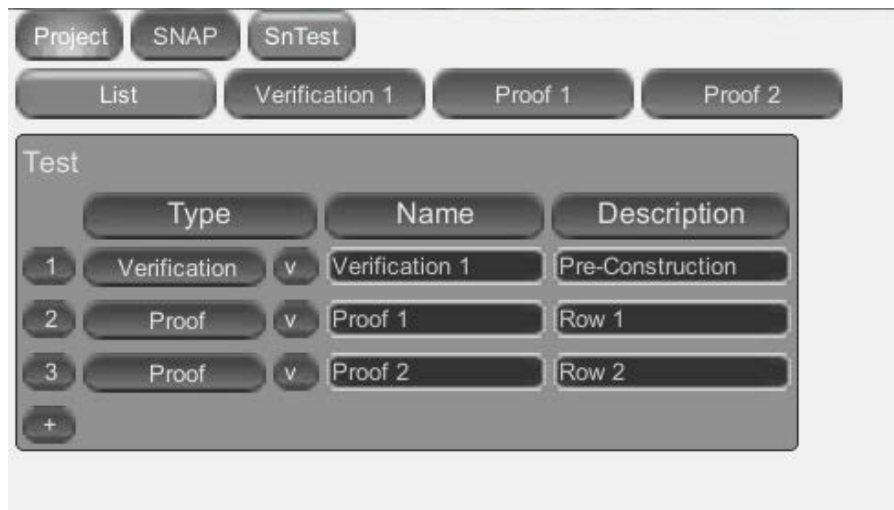 Project SNAP SnTest
List Verification 1 Proof 1 Proof 2
Test
Type Name Description
1 Verification v Verification 1 Pre-Construction
2 Proof v Proof 1 Row 1
3 Proof v Proof 2 Row 2
+